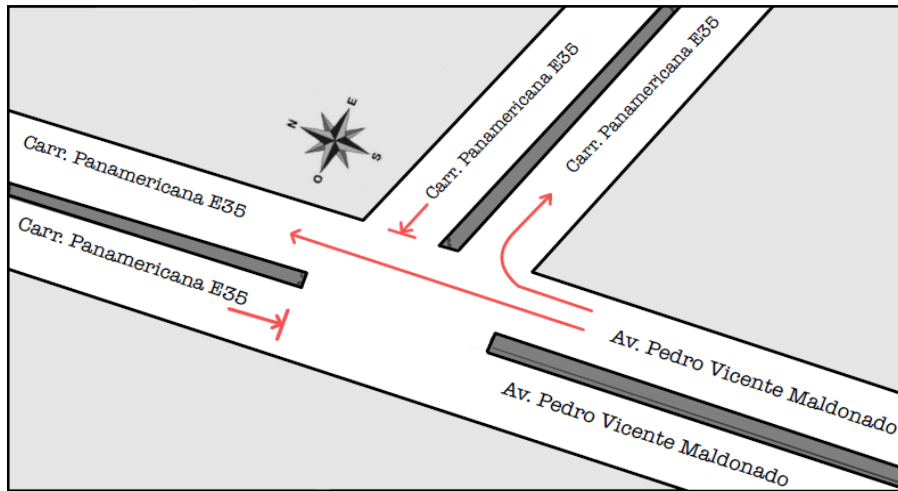 Carr. Panamericana E35
Carr. Panamericana E35
E
N
S
O
Carr. Panamericana E35
Carr. Panamericana E35
Av. Pedro Vicente Maldonado
Av. Pedro Vicente Maldonado